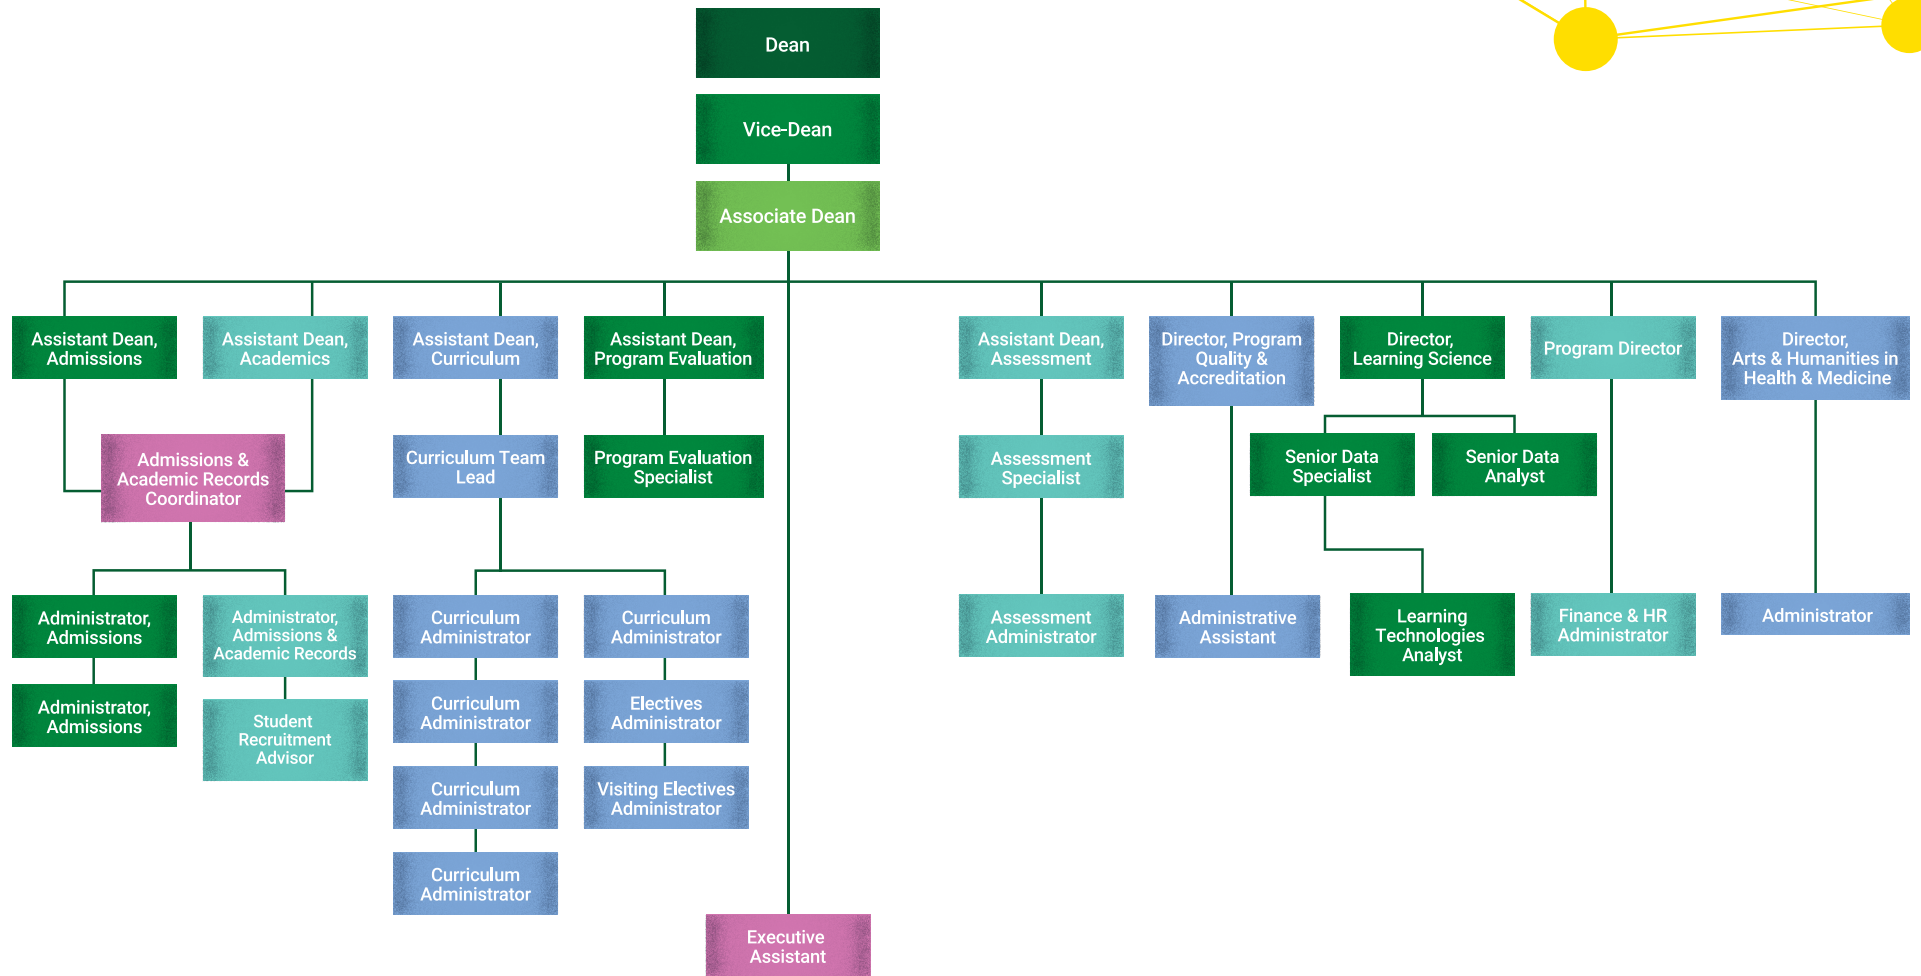 Dean
Vice-Dean
Associate Dean
Assistant Dean,
Admissions
Assistant Dean,
Academics
Assistant Dean,
Curriculum
Assistant Dean,
Program Evaluation
Assistant Dean,
Assessment
Director, Program
Quality &
Accreditation
Director,
Learning Science
Program Director
Director,
Arts & Humanities in
Health & Medicine
Admissions &
Academic Records
Coordinator
Curriculum Team
Lead
Program Evaluation
Specialist
Assessment
Specialist
Senior Data
Specialist
Senior Data
Analyst
Administrator,
Admissions
Administrator,
Admissions &
Academic Records
Curriculum
Administrator
Curriculum
Administrator
Assessment
Administrator
Administrative
Assistant
Learning
Technologies
Analyst
Finance & HR
Administrator
Administrator
Administrator,
Admissions
Student
Recruitment
Advisor
Curriculum
Administrator
Electives
Administrator
Curriculum
Administrator
Visiting Electives
Administrator
Curriculum
Administrator
Executive
Assistant